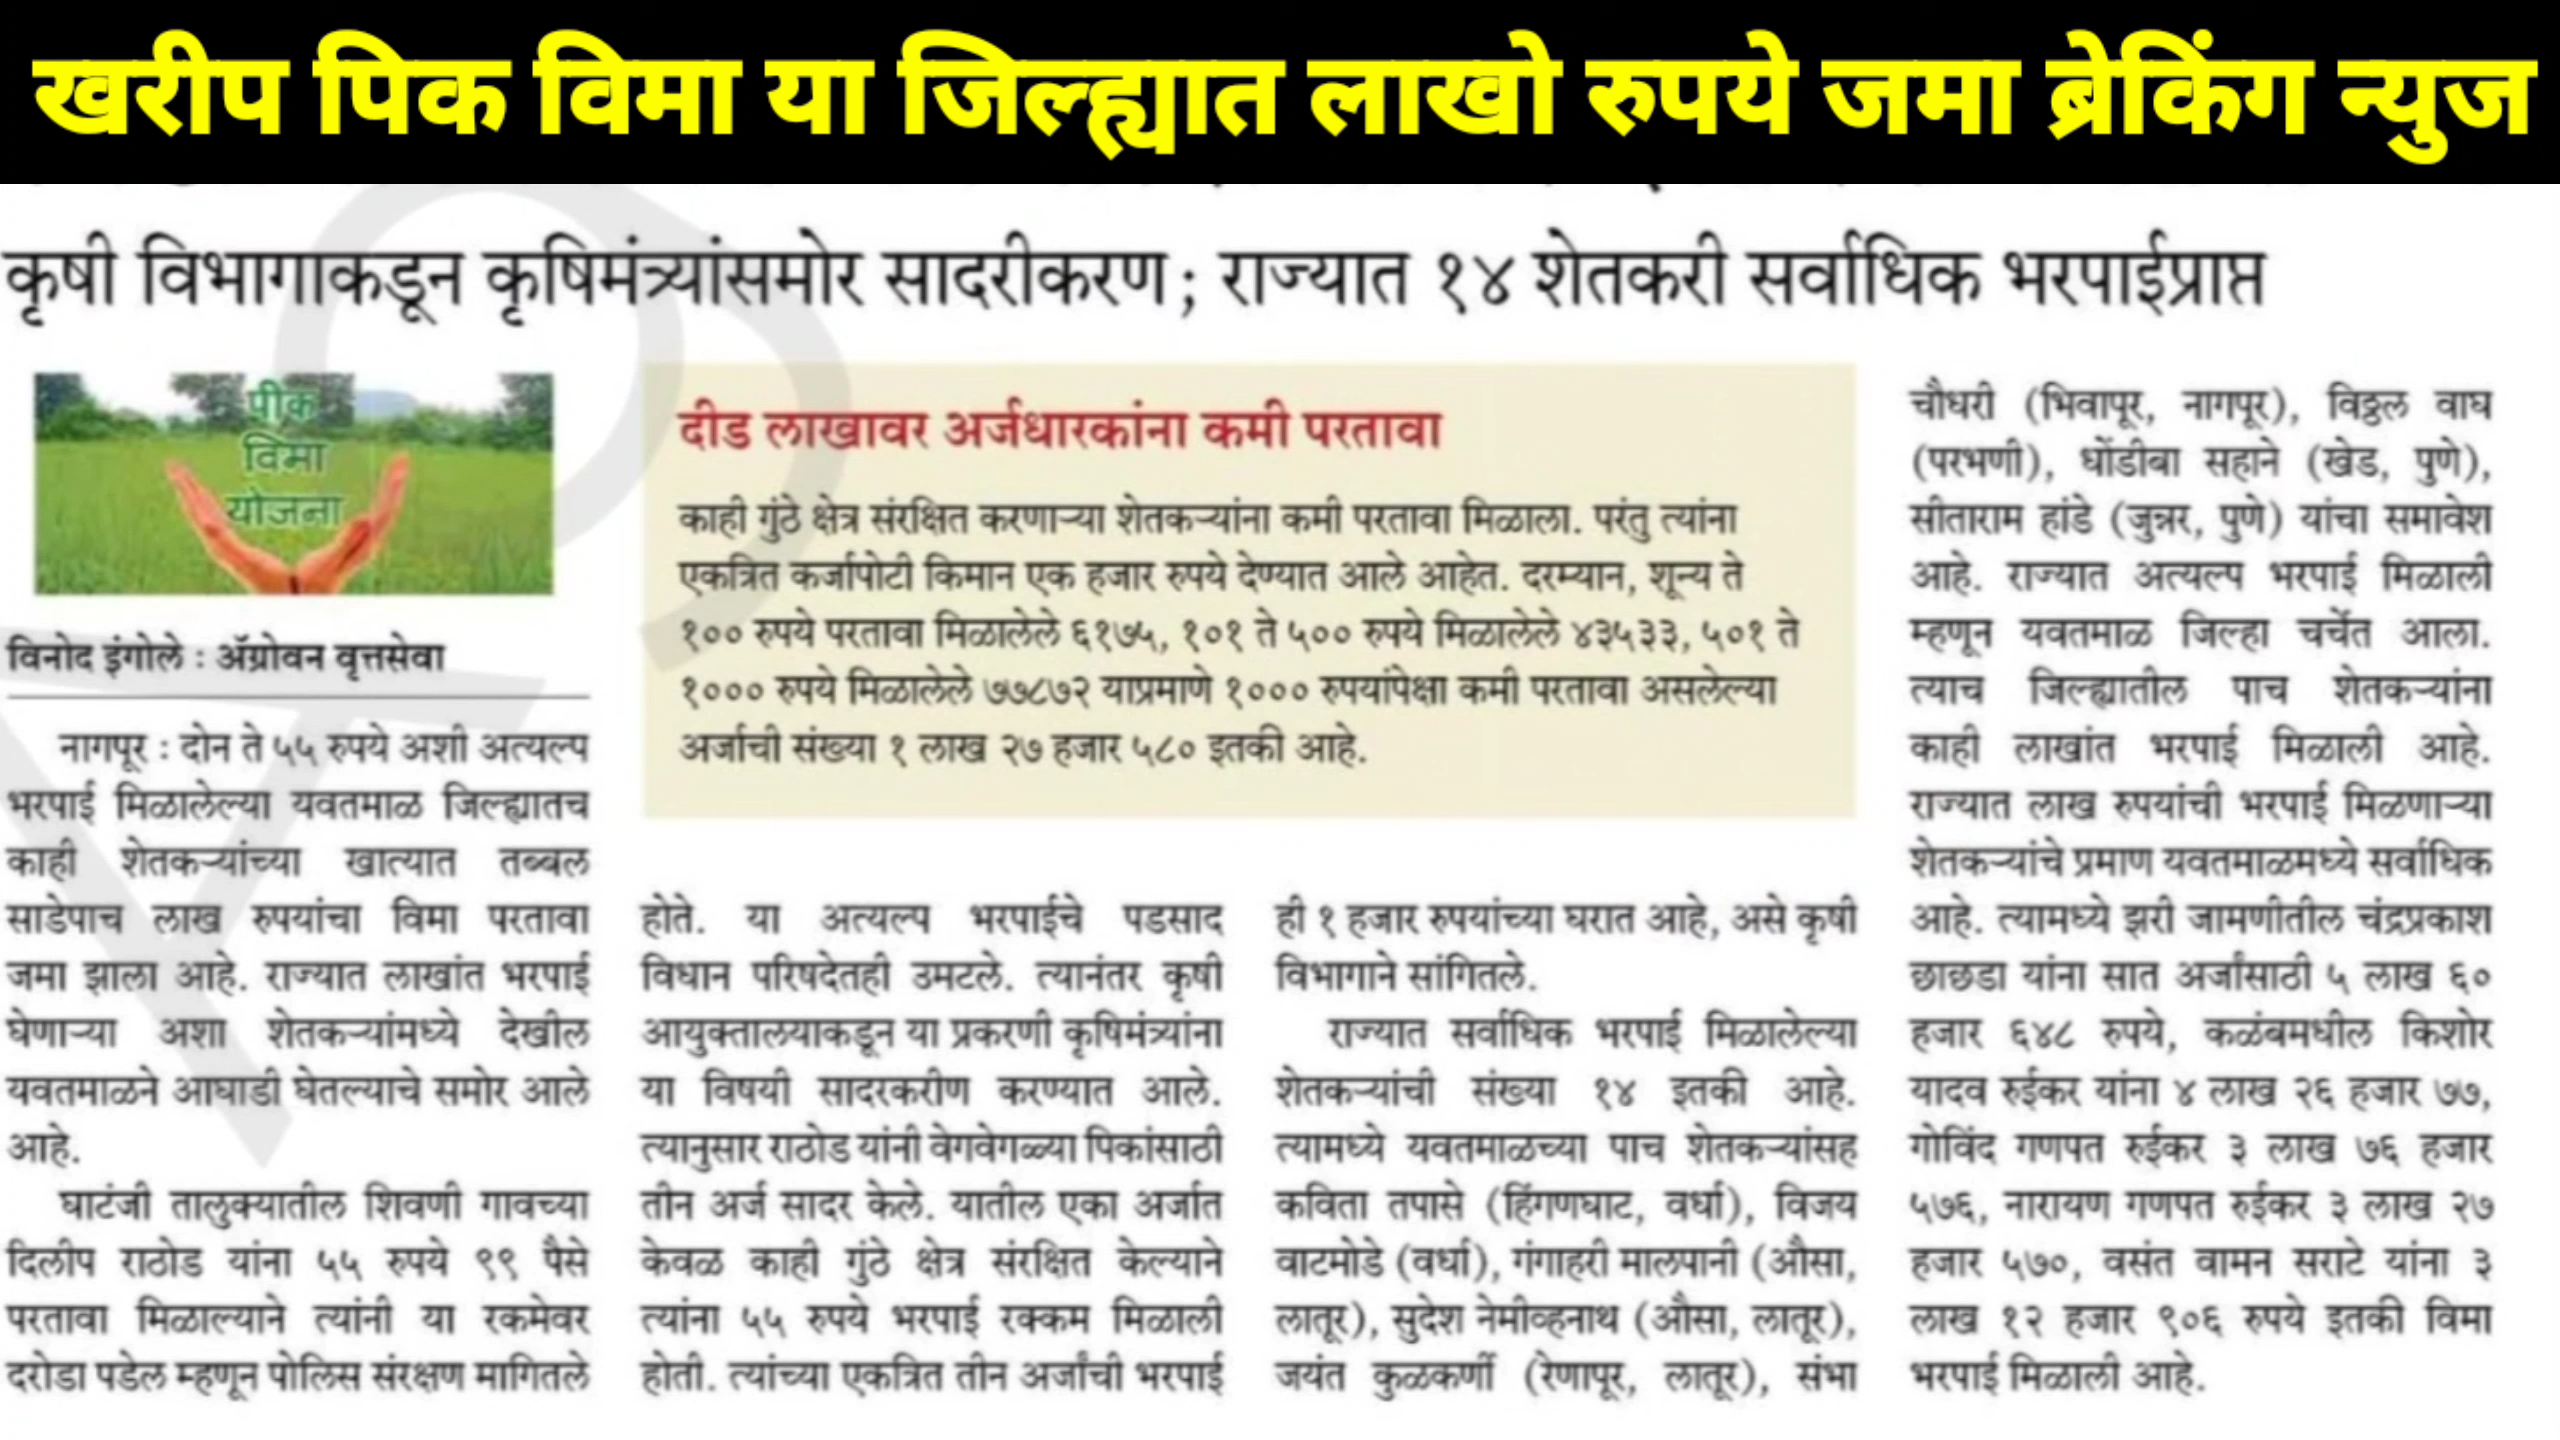 खरीप पिक विमा या जिल्ह्यात लाखो रुपये जमा ब्रेकिंग न्युज
कृषी विभागाकडून कृषिमंत्र्यांसमोर सादरीकरण; राज्यात १४ शेतकरी सर्वाधिक भरपाईप्राप्त
पीक
विमा
योजना
विनोद इंगोले : ॲग्रोवन वृत्तसेवा
नागपूर : दोन ते ५५ रुपये अशी अत्यल्प
भरपाई मिळालेल्या यवतमाळ जिल्ह्यातच
काही शेतकऱ्यांच्या खात्यात तब्बल
साडेपाच लाख रुपयांचा विमा परतावा
जमा झाला आहे. राज्यात लाखांत भरपाई
घेणाऱ्या अशा शेतकऱ्यांमध्ये देखील
यवतमाळने आघाडी घेतल्याचे समोर आले
आहे.
घाटंजी तालुक्यातील शिवणी गावच्या
दिलीप राठोड यांना ५५ रुपये ९९ पैसे
परतावा मिळाल्याने त्यांनी या रकमेवर
दरोडा पडेल म्हणून पोलिस संरक्षण मागितले
दीड लाखावर अर्जधारकांना कमी परतावा
काही गुंठे क्षेत्र संरक्षित करणाऱ्या शेतकऱ्यांना कमी परतावा मिळाला. परंतु त्यांना
एकत्रित कर्जापोटी किमान एक हजार रुपये देण्यात आले आहेत. दरम्यान, शून्य ते
१०० रुपये परतावा मिळालेले ६१७५, १०१ ते ५०० रुपये मिळालेले ४३५३३, ५०१ ते
१००० रुपये मिळालेले ७७८७२ याप्रमाणे १००० रुपयांपेक्षा कमी परतावा असलेल्या
अर्जाची संख्या १ लाख २७ हजार ५८० इतकी आहे.
होते. या अत्यल्प भरपाईचे पडसाद
विधान परिषदेतही उमटले. त्यानंतर कृषी
आयुक्तालयाकडून या प्रकरणी कृषिमंत्र्यांना
या विषयी सादरकरीण करण्यात आले.
त्यानुसार राठोड यांनी वेगवेगळ्या पिकांसाठी
तीन अर्ज सादर केले. यातील एका अर्जात
केवळ काही गुंठे क्षेत्र संरक्षित केल्याने
त्यांना ५५ रुपये भरपाई रक्कम मिळाली
होती. त्यांच्या एकत्रित तीन अर्जांची भरपाई
ही १ हजार रुपयांच्या घरात आहे, असे कृषी
विभागाने सांगितले.
राज्यात सर्वाधिक भरपाई मिळालेल्या
शेतकऱ्यांची संख्या १४ इतकी आहे.
त्यामध्ये यवतमाळच्या पाच शेतकऱ्यांसह
कविता तपासे (हिंगणघाट, वर्धा), विजय
वाटमोडे (वर्धा), गंगाहरी मालपानी (औसा,
लातूर), सुदेश नेमीव्हनाथ (औसा, लातूर),
जयंत कुळकर्णी (रेणापूर, लातूर), संभा
चौधरी (भिवापूर, नागपूर), विठ्ठल वाघ
(परभणी), धोंडीबा सहाने (खेड, पुणे),
सीताराम हांडे (जुन्नर, पुणे) यांचा समावेश
आहे. राज्यात अत्यल्प भरपाई मिळाली
म्हणून यवतमाळ जिल्हा चर्चेत आला.
त्याच जिल्ह्यातील पाच शेतकऱ्यांना
काही लाखांत भरपाई मिळाली आहे.
राज्यात लाख रुपयांची भरपाई मिळणाऱ्या
शेतकऱ्यांचे प्रमाण यवतमाळमध्ये सर्वाधिक
आहे. त्यामध्ये झरी जामणीतील चंद्रप्रकाश
छाछडा यांना सात अर्जांसाठी ५ लाख ६०
हजार ६४८ रुपये, कळंबमधील किशोर
यादव रुईकर यांना ४ लाख २६ हजार ७७,
गोविंद गणपत रुईकर ३ लाख ७६ हजार
५७६, नारायण गणपत रुईकर ३ लाख २७
हजार ५७०, वसंत वामन सराटे यांना ३
लाख १२ हजार ९०६ रुपये इतकी विमा
भरपाई मिळाली आहे.